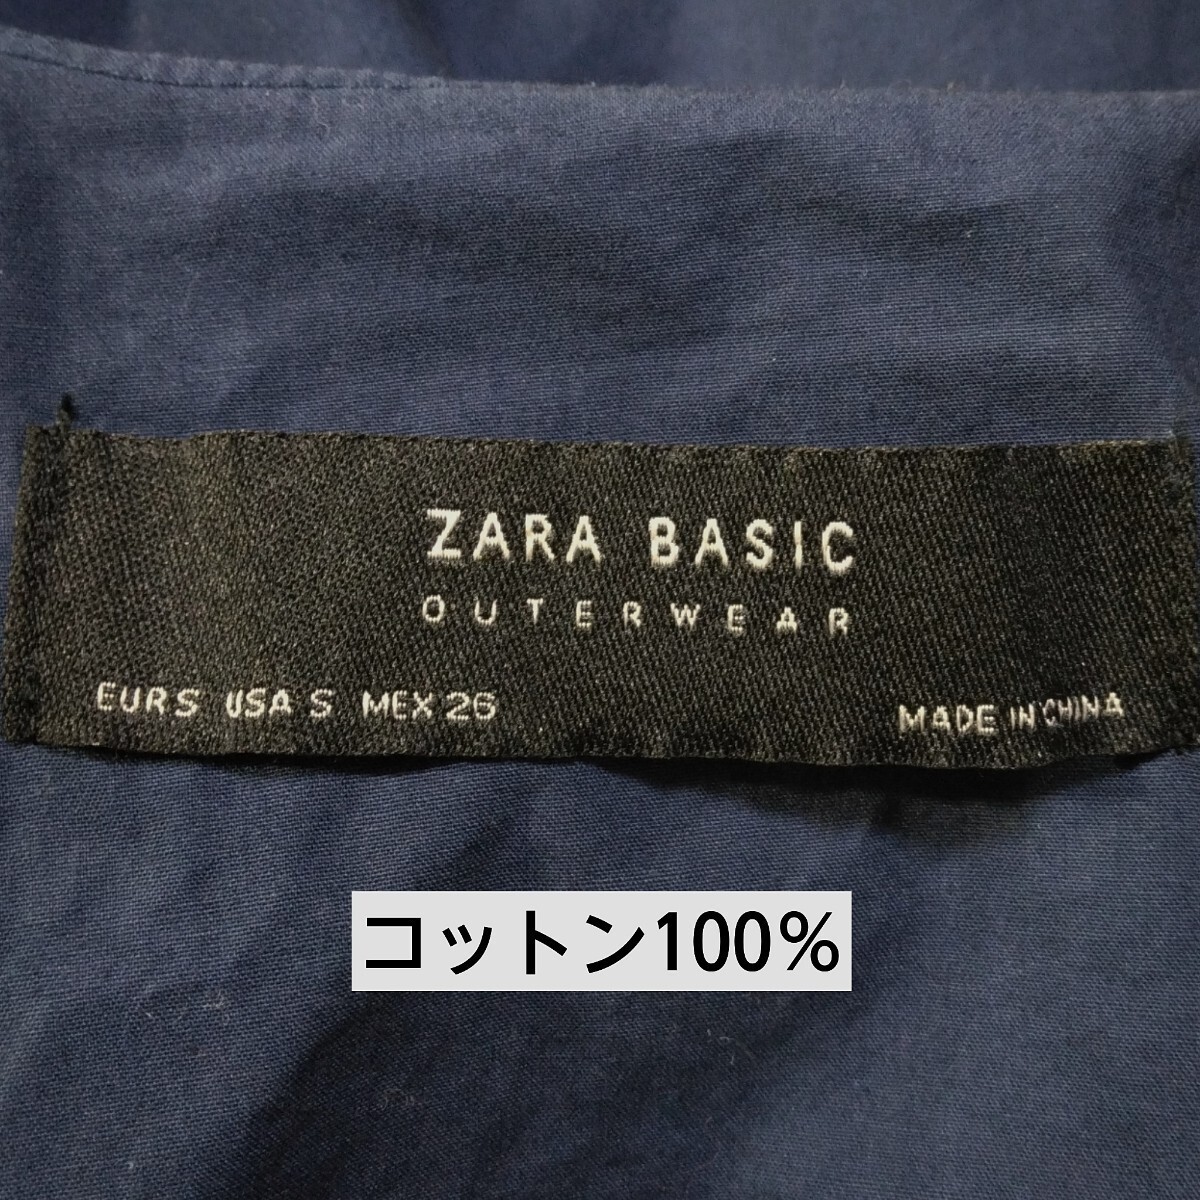 ZARA BASIC
OUTERWEAR
EUR S USA S MEX 26
MADE IN CHINA
コットン100%